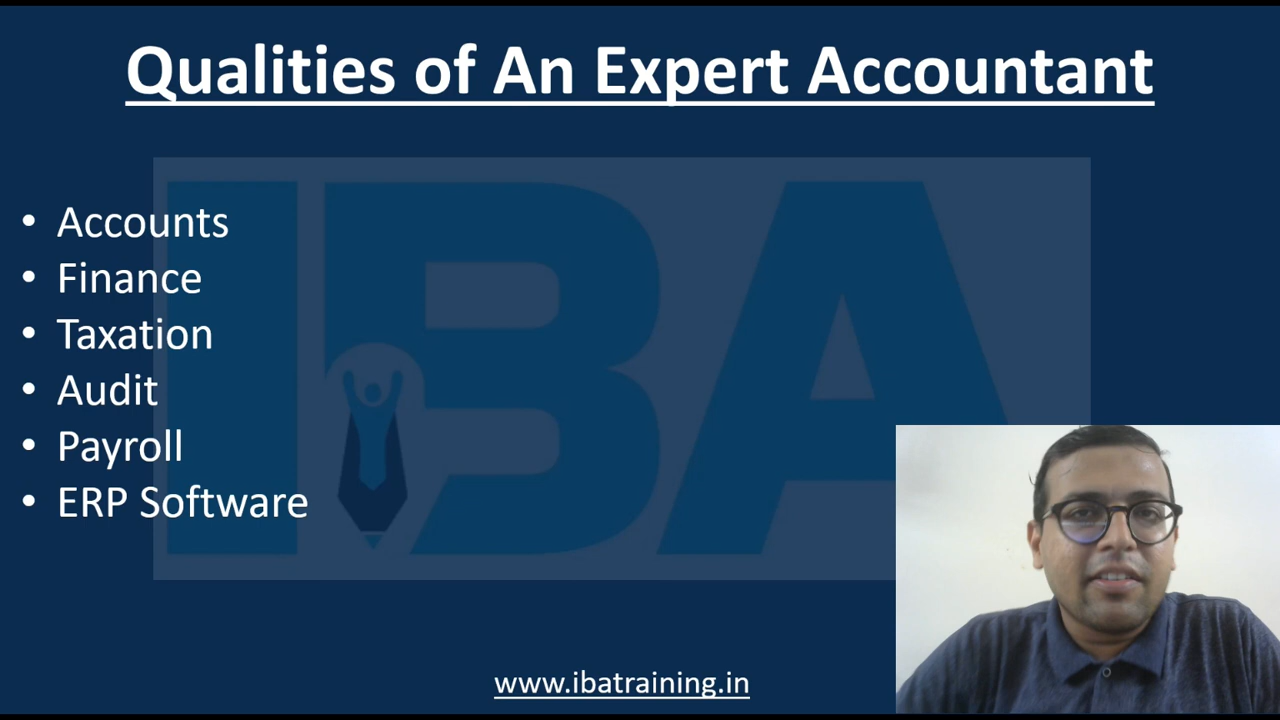 Qualities of An Expert Accountant
IBA
• Accounts
• Finance
• Taxation
• Audit
• Payroll
• ERP Software
www.ibatraining.in